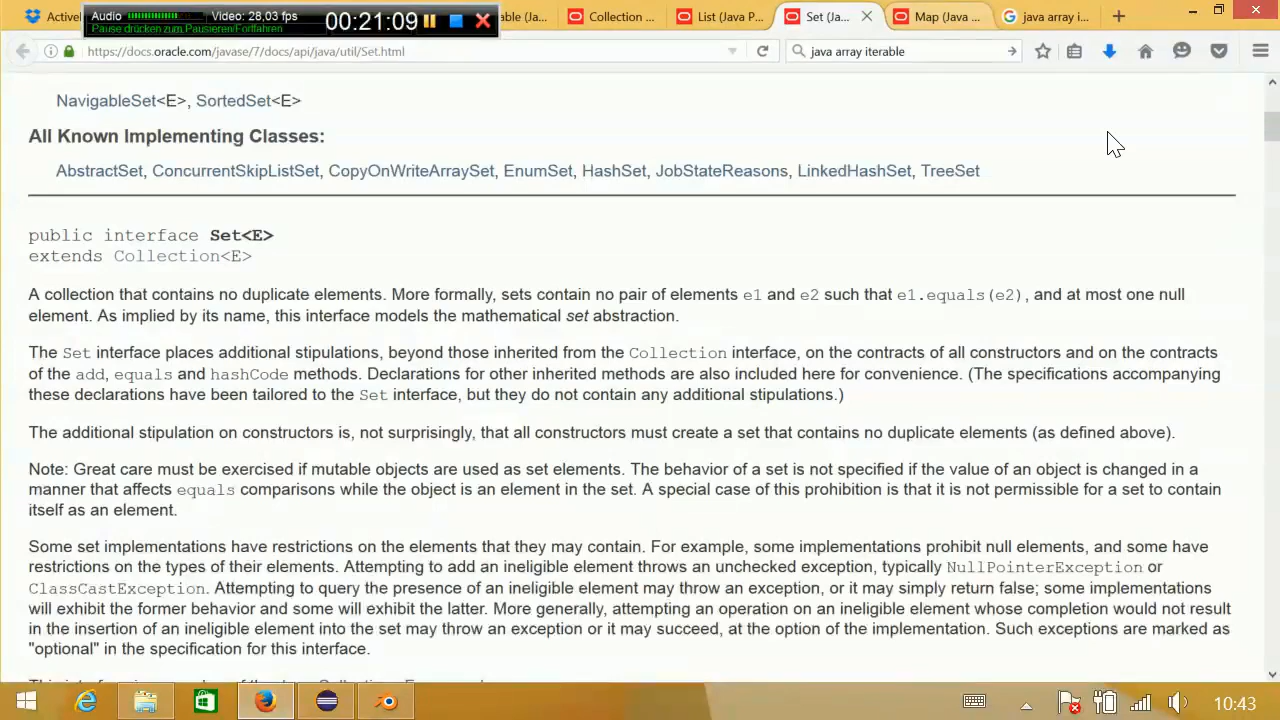 Activel
Audio
Video: 28,03 fps
Pause drücken zum Pausieren/Fortfahren
00:21:09
able (Ja...
Collection ...
List (Java P...
Set (Ja...
Map (Java ...
java array i...
https://docs.oracle.com/javase/7/docs/api/java/util/Set.html
java array iterable
NavigableSet<E>, SortedSet<E>
All Known Implementing Classes:
AbstractSet, ConcurrentSkipListSet, CopyOnWriteArraySet, EnumSet, HashSet, JobStateReasons, LinkedHashSet, TreeSet
public interface Set<E>
extends Collection<E>
A collection that contains no duplicate elements. More formally, sets contain no pair of elements e1 and e2 such that e1.equals(e2), and at most one null
element. As implied by its name, this interface models the mathematical set abstraction.
The Set interface places additional stipulations, beyond those inherited from the Collection interface, on the contracts of all constructors and on the contracts
of the add, equals and hashCode methods. Declarations for other inherited methods are also included here for convenience. (The specifications accompanying
these declarations have been tailored to the Set interface, but they do not contain any additional stipulations.)
The additional stipulation on constructors is, not surprisingly, that all constructors must create a set that contains no duplicate elements (as defined above).
Note: Great care must be exercised if mutable objects are used as set elements. The behavior of a set is not specified if the value of an object is changed in a
manner that affects equals comparisons while the object is an element in the set. A special case of this prohibition is that it is not permissible for a set to contain
itself as an element.
Some set implementations have restrictions on the elements that they may contain. For example, some implementations prohibit null elements, and some have
restrictions on the types of their elements. Attempting to add an ineligible element throws an unchecked exception, typically NullPointerException or
ClassCastException. Attempting to query the presence of an ineligible element may throw an exception, or it may simply return false; some implementations
will exhibit the former behavior and some will exhibit the latter. More generally, attempting an operation on an ineligible element whose completion would not result
in the insertion of an ineligible element into the set may throw an exception or it may succeed, at the option of the implementation. Such exceptions are marked as
"optional" in the specification for this interface.
10:43